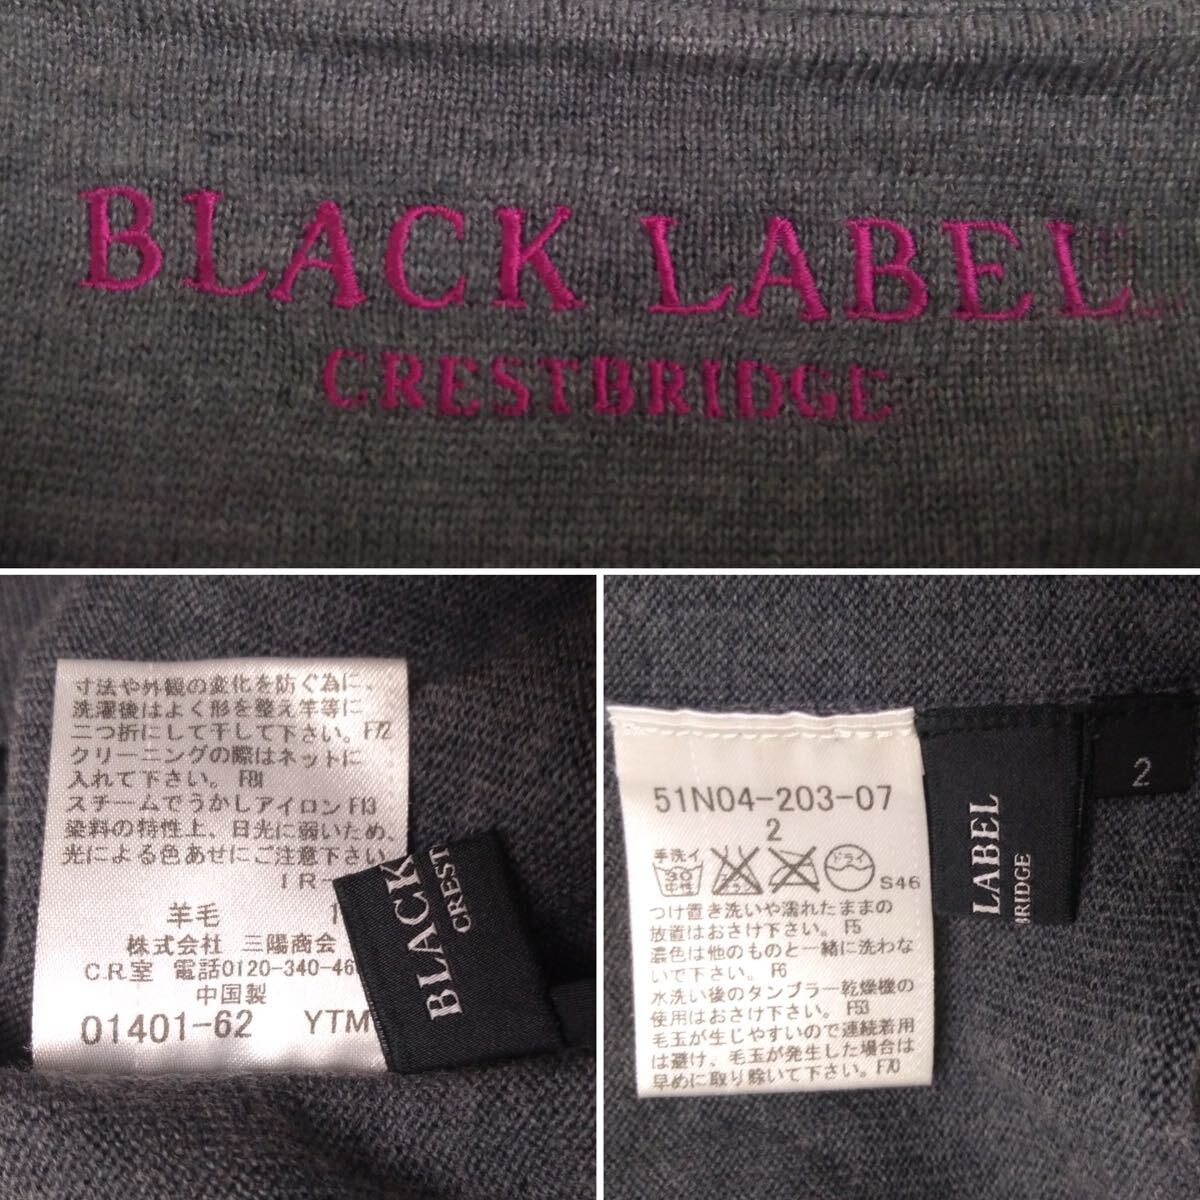 BLACK LABEL
CRESTBRIDGE
寸法や外観の変化を防ぐ為に、
洗濯後はよく形を整え竿等に
二つ折にして干して下さい。F72
クリーニングの際はネットに
入れて下さい。 F81
スチームでうかしアイロンF13
染料の特性上、日光に弱いため、
光による色あせにご注意下さい
IR-
羊毛
株式会社 三陽商会
C.R室 電話0120-340-46
中国製
01401-62 YTM
BLACK
CREST
51N04-203-07
2
手洗イ
30
中性
エンソサラシ
ドライ
S46
つけ置き洗いや濡れたままの
放置はおさけ下さい。F5
濃色は他のものと一緒に洗わな
いで下さい。F6
水洗い後のタンブラー乾燥機の
使用はおさけ下さい。F53
毛玉が生じやすいので連続着用
は避け、毛玉が発生した場合は
早めに取り除いて下さい。F70
LABEL
BRIDGE
2